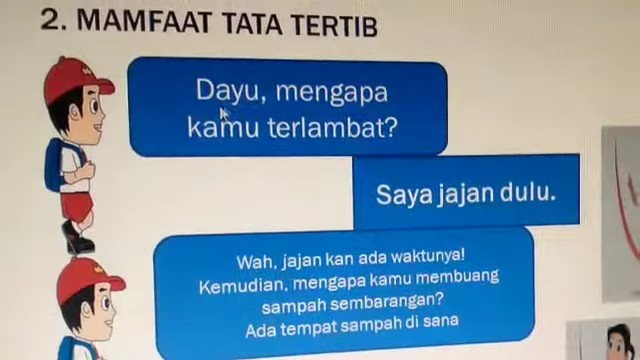 2. MAMFAAT TATA TERTIB
Dayu, mengapa
kamu terlambat?
Saya jajan dulu.
Wah, jajan kan ada waktunya!
Kemudian, mengapa kamu membuang
sampah sembarangan?
Ada tempat sampah di sana